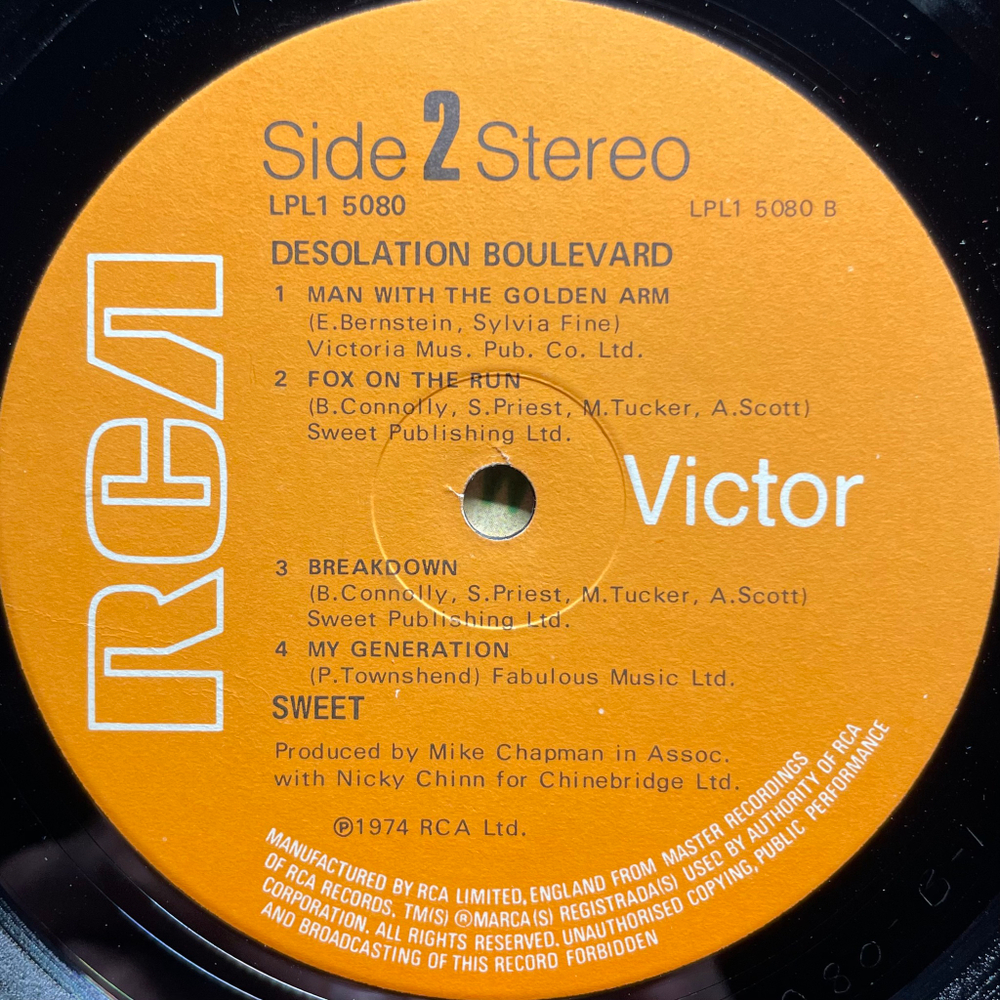 Side 2 Stereo
LPL1 5080
LPL1 5080 B
DESOLATION BOULEVARD
1 MAN WITH THE GOLDEN ARM
(E.Bernstein, Sylvia Fine)
Victoria Mus. Pub. Co. Ltd.
2 FOX ON THE RUN
(B.Connolly, S.Priest, M.Tucker, A.Scott)
Sweet Publishing Ltd.
RCA
Victor
3 BREAKDOWN
(B.Connolly, S.Priest, M.Tucker, A.Scott)
Sweet Publishing Ltd.
4 MY GENERATION
(P.Townshend) Fabulous Music Ltd.
SWEET
Produced by Mike Chapman in Assoc.
with Nicky Chinn for Chinebridge Ltd.
℗1974 RCA Ltd.
MANUFACTURED BY RCA LIMITED, ENGLAND FROM MASTER RECORDINGS
OF RCA RECORDS, TM(S) ® MARCA(S) REGISTRADA(S) USED BY AUTHORITY OF RCA
CORPORATION. ALL RIGHTS RESERVED. UNAUTHORISED COPYING, PUBLIC PERFORMANCE
AND BROADCASTING OF THIS RECORD FORBIDDEN